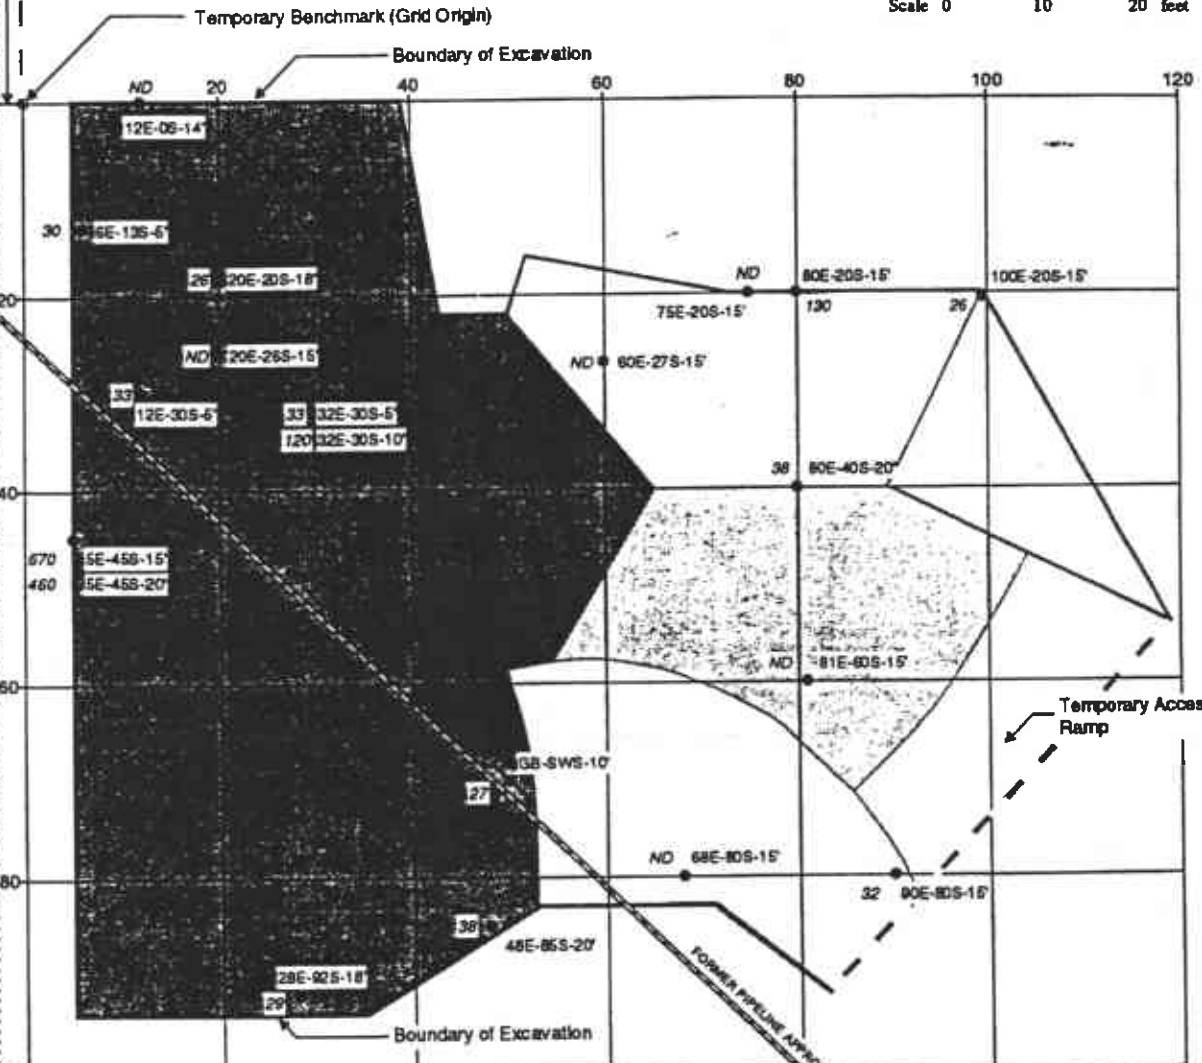 Scale 0 10 20 feet
Temporary Benchmark (Grid Origin)
Boundary of Excavation
ND 20 40 60 80 100 120
12E-0S-14'
30 6E-13S-6'
26 20E-20S-18'
ND 80E-20S-15' 100E-20S-15'
20
75E-20S-15' 130 26
ND 20E-26S-15'
ND 60E-27S-15'
33
12E-30S-6'
33 32E-30S-5'
120 32E-30S-10'
38 80E-40S-20'
40
670 5E-45S-15'
460 5E-45S-20'
ND 81E-60S-15'
60
Temporary Acces
Ramp
GB-SWS-10'
27
ND 68E-80S-15'
80
32 90E-80S-15'
38
48E-85S-20'
28E-92S-18'
29
FORMER PIPELINE APPRO
Boundary of Excavation